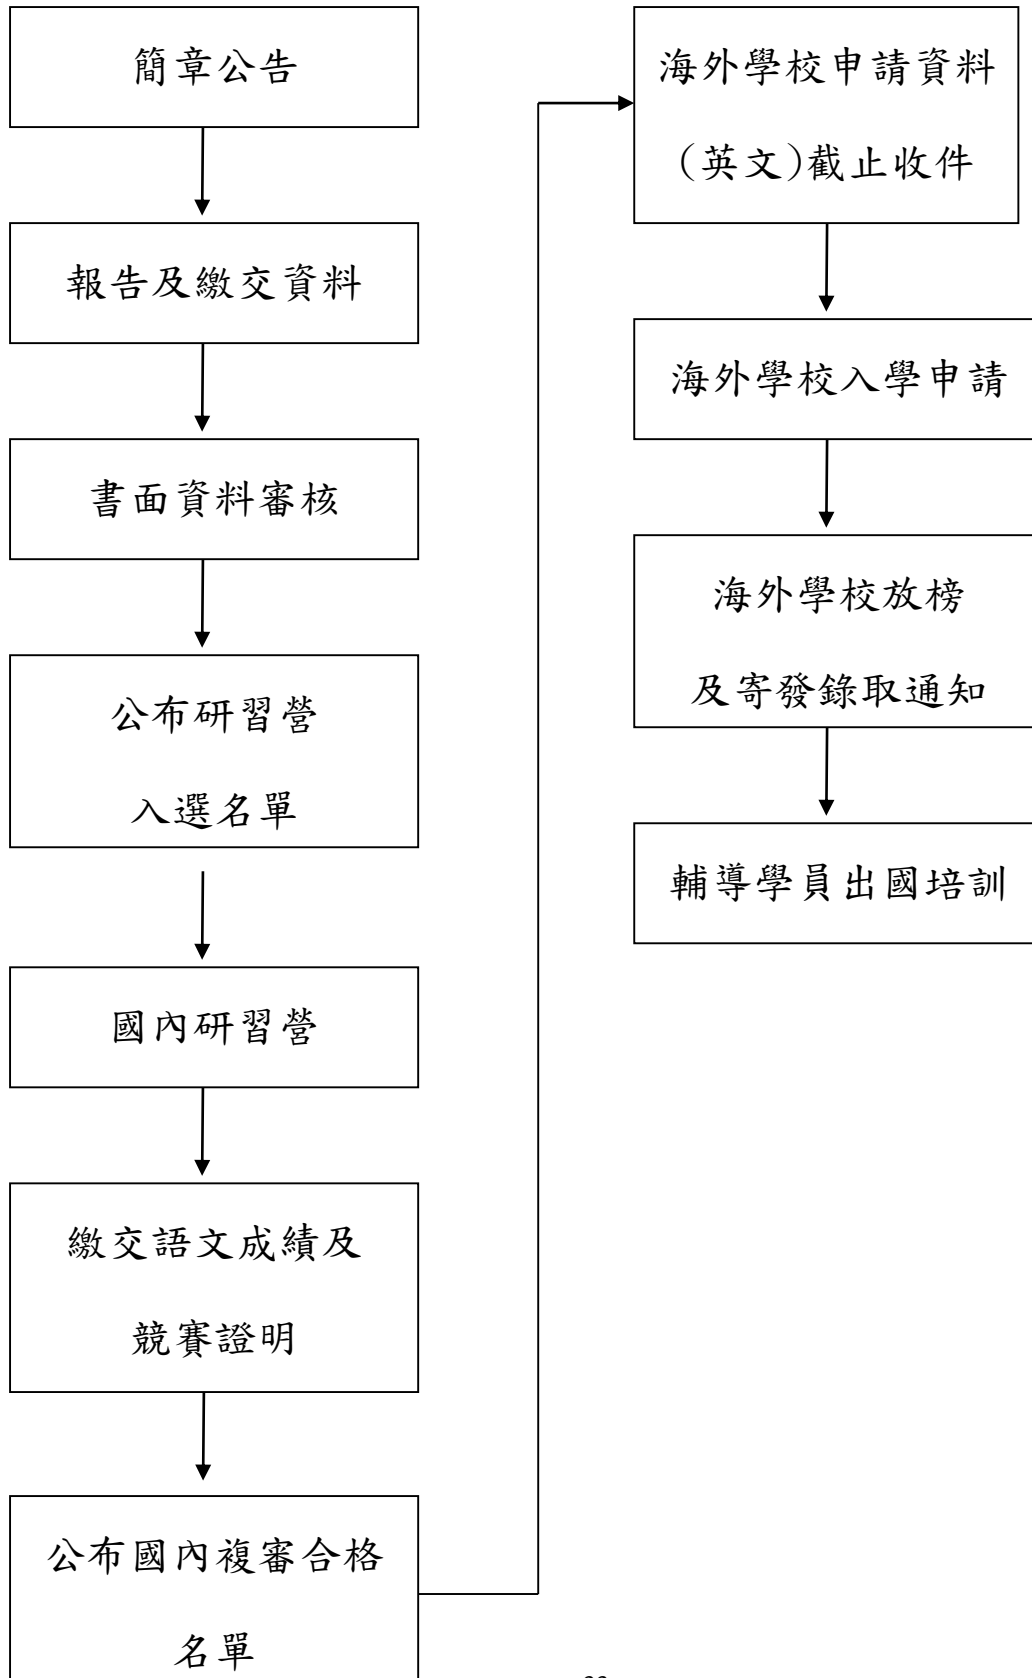 簡章公告
報告及繳交資料
書面資料審核
公布研習營
入選名單
國內研習營
繳交語文成績及
競賽證明
公布國內複審合格
名單
海外學校申請資料
（英文）截止收件
海外學校入學申請
海外學校放榜
及寄發錄取通知
輔導學員出國培訓